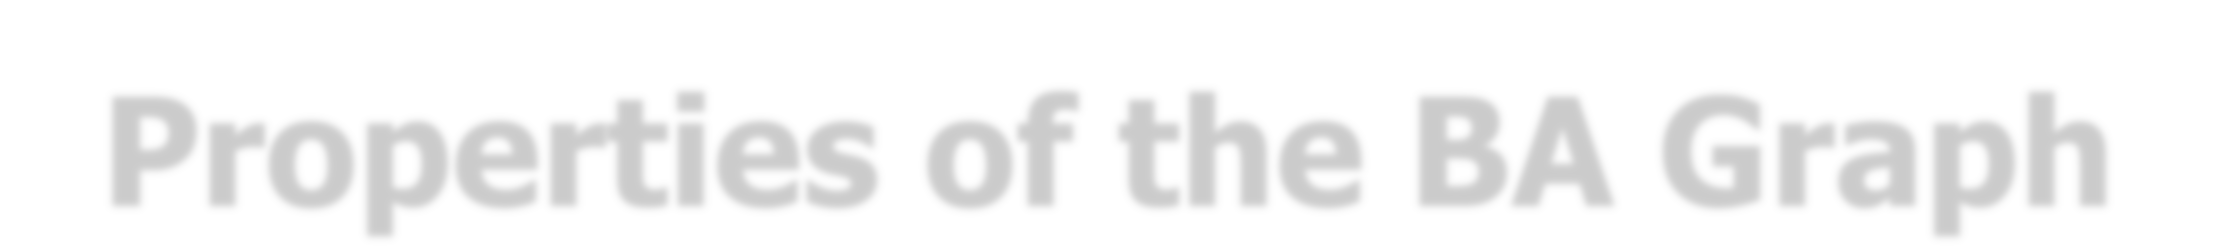 Properties of the BA Graph